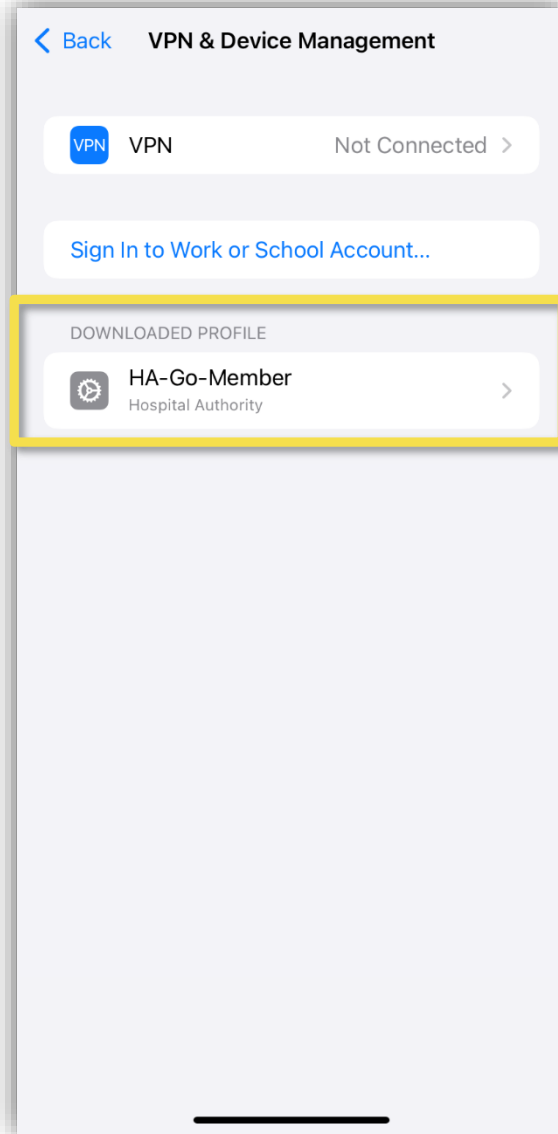 Back VPN & Device Management
VPN VPN Not Connected
Sign In to Work or School Account...
DOWNLOADED PROFILE
HA-Go-Member
Hospital Authority